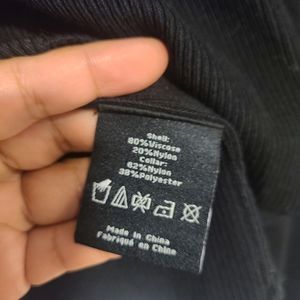 Shell:
80%Viscose
20%Nylon
Collar:
62%Nylon
38%Polyester
Made in China
Fabriqué en Chine